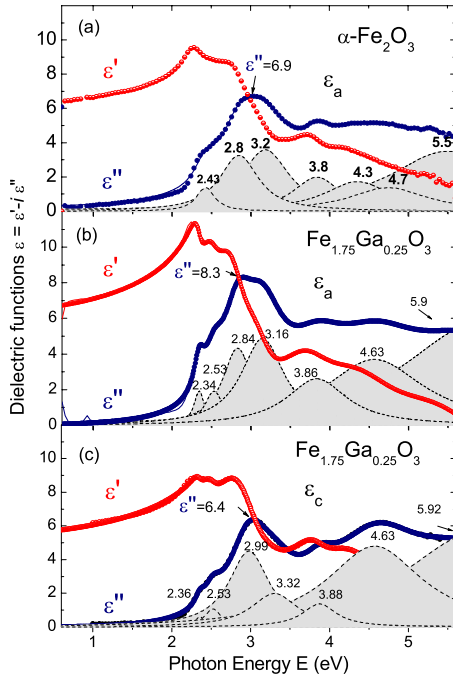 Dielectric functions ε = ε'-i ε''
(a)
α-Fe₂O₃
ε'
ε''=6.9
εₐ
ε''
2.43
2.8
3.2
3.8
4.3
4.7
5.5
10
8
6
4
2
0
(b)
Fe₁.₇₅Ga₀.₂₅O₃
ε'
ε''=8.3
εₐ
5.9
ε''
2.34
2.53
2.84
3.16
3.86
4.63
10
8
6
4
2
0
(c)
Fe₁.₇₅Ga₀.₂₅O₃
ε'
ε''=6.4
ε_c
5.92
ε''
2.36
2.53
2.99
3.32
3.88
4.63
10
8
6
4
2
0
1 2 3 4 5
Photon Energy E (eV)